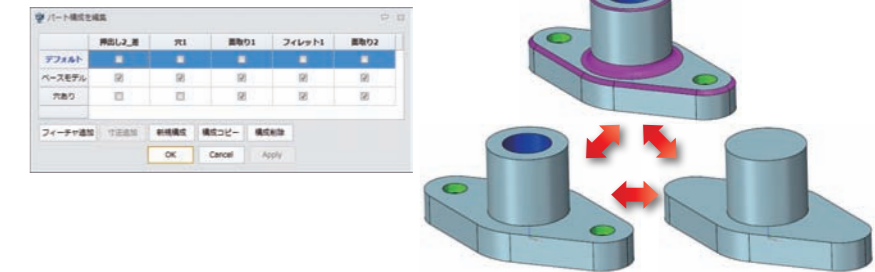 パート構成を編集
押出し2_差 穴1 面取り1 フィレット1 面取り2
デフォルト
ベースモデル
穴あり
フィーチャ追加 寸法追加 新規構成 構成コピー 構成削除
OK Cancel Apply